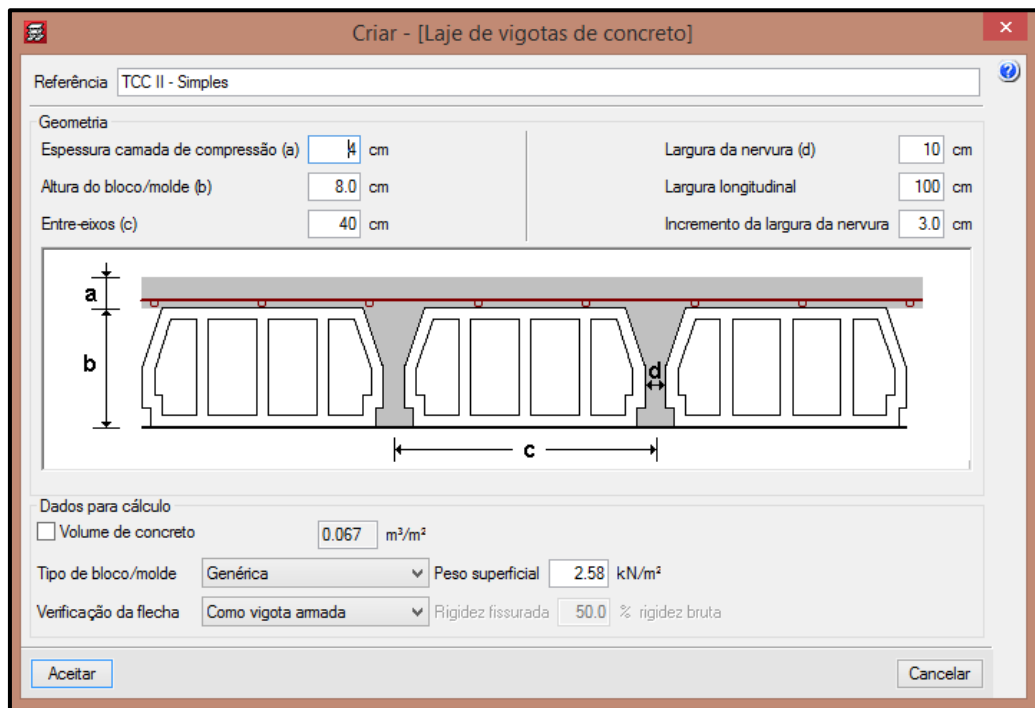 Criar - [Laje de vigotas de concreto]
Referência TCC II - Simples
Geometria
Espessura camada de compressão (a) 4 cm Largura da nervura (d) 10 cm
Altura do bloco/molde (b) 8.0 cm Largura longitudinal 100 cm
Entre-eixos (c) 40 cm Incremento da largura da nervura 3.0 cm
a
b
d
c
Dados para cálculo
Volume de concreto 0.067 m³/m²
Tipo de bloco/molde Genérica Peso superficial 2.58 kN/m²
Verificação da flecha Como vigota armada Rigidez fissurada 50.0 % rigidez bruta
Aceitar Cancelar